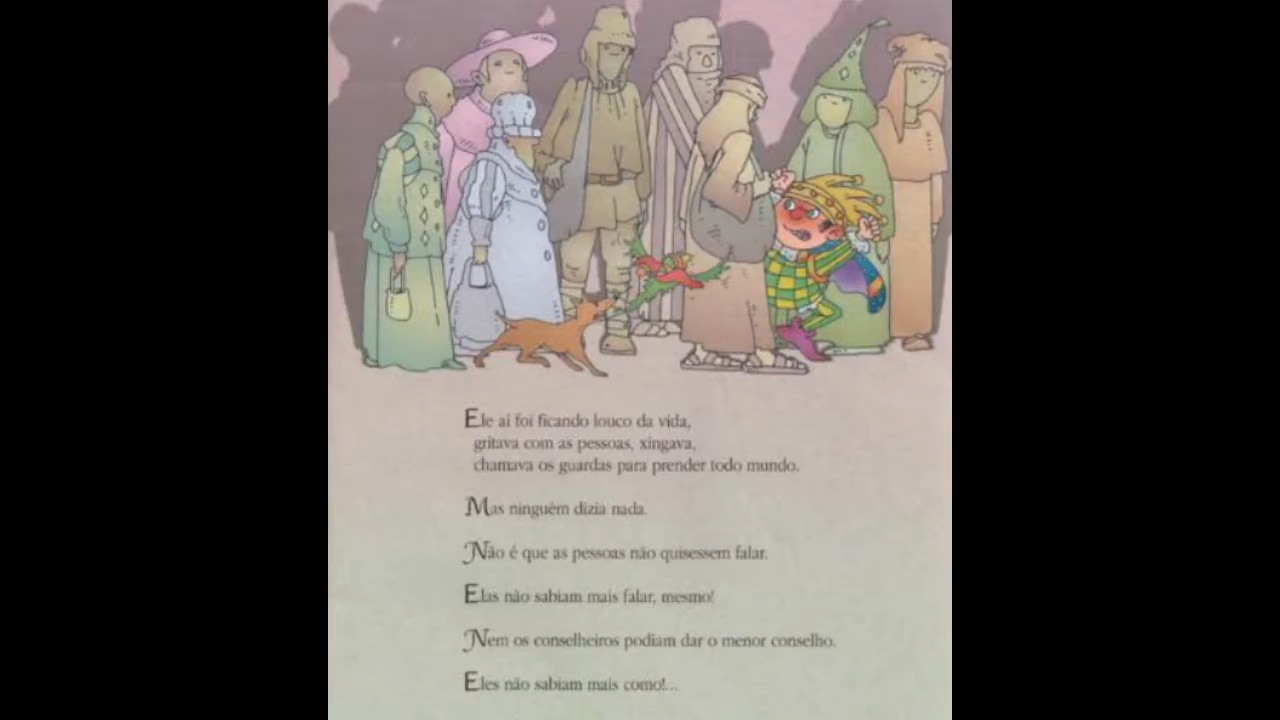 Ele aí foi ficando louco da vida,
gritava com as pessoas, xingava,
chamava os guardas para prender todo mundo.
Mas ninguém dizia nada.
Não é que as pessoas não quisessem falar.
Elas não sabiam mais falar, mesmo!
Nem os conselheiros podiam dar o menor conselho.
Eles não sabiam mais como!...